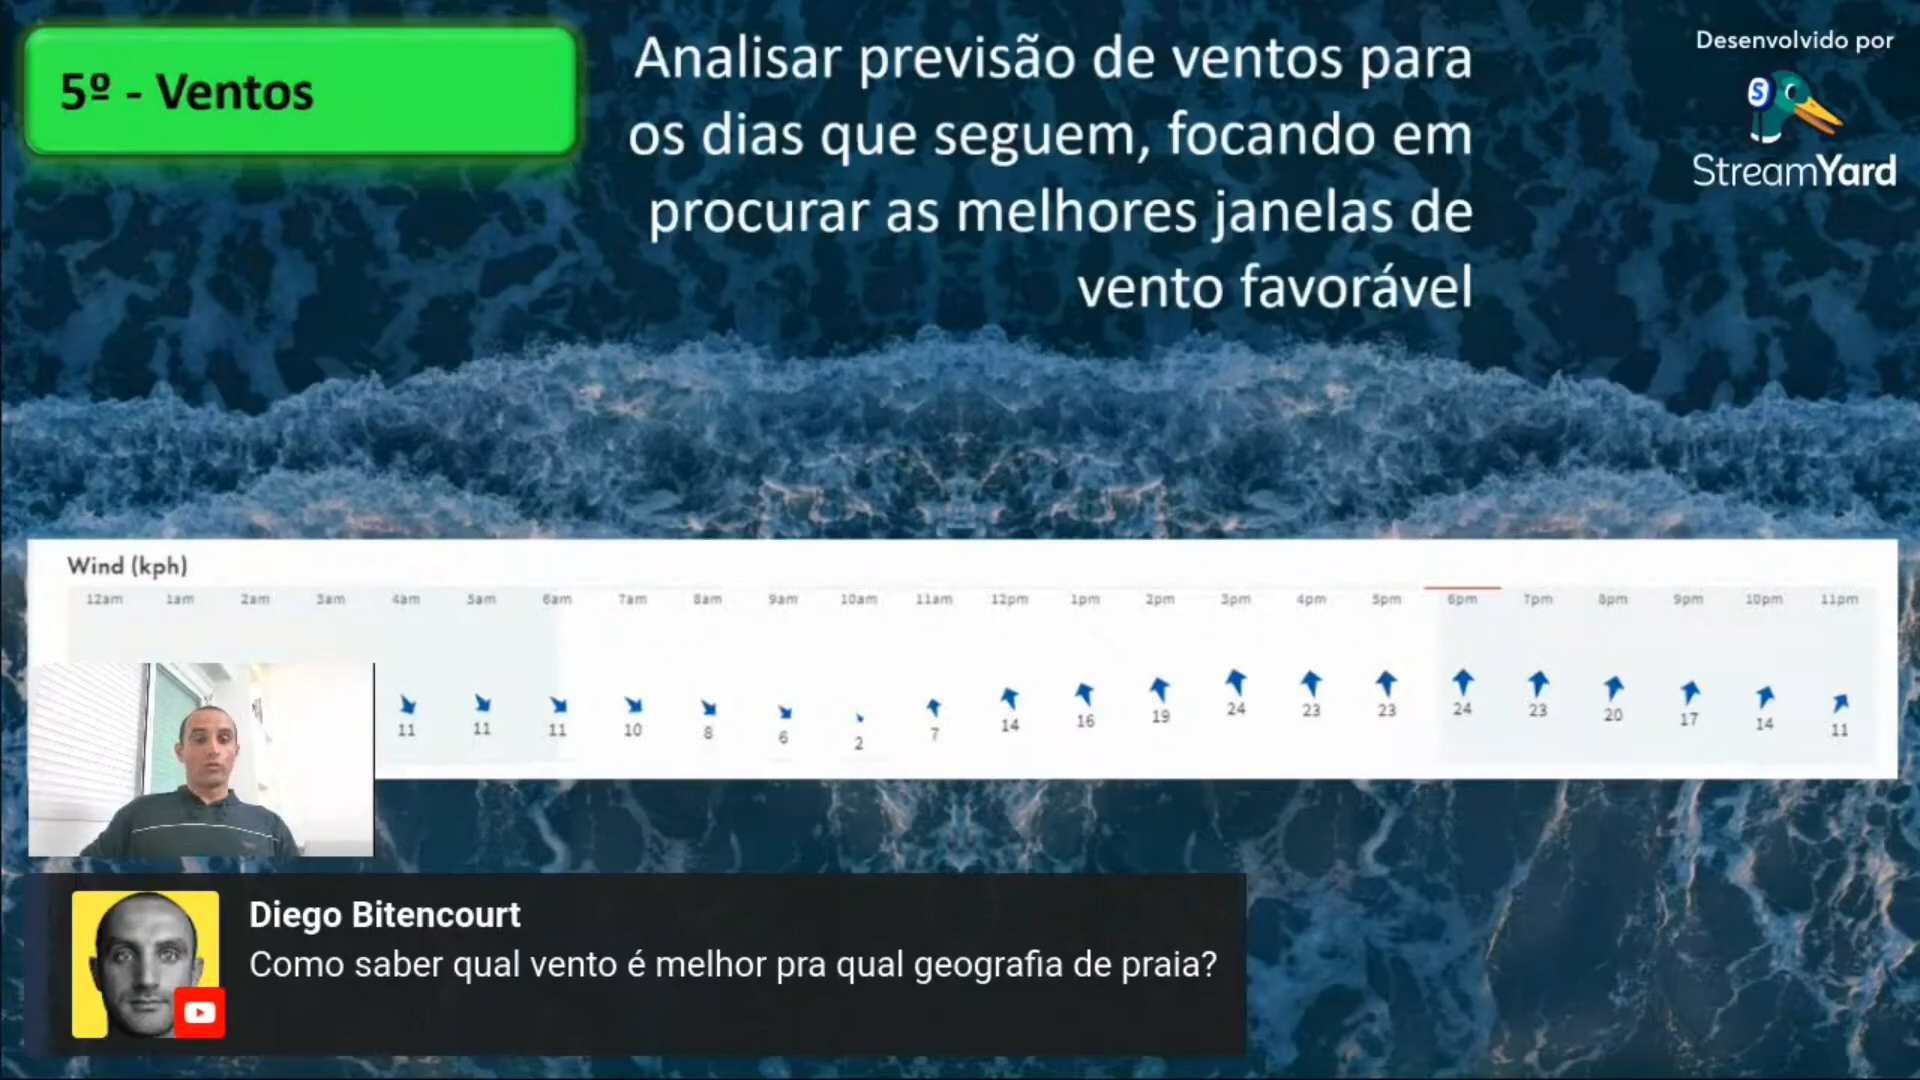 5º - Ventos
Analisar previsão de ventos para
os dias que seguem, focando em
procurar as melhores janelas de
vento favorável
Desenvolvido por
S
StreamYard
Wind (kph)
12am 1am 2am 3am 4am 5am 6am 7am 8am 9am 10am 11am 12pm 1pm 2pm 3pm 4pm 5pm 6pm 7pm 8pm 9pm 10pm 11pm
11 11 11 10 8 6 2 7 14 16 19 24 23 23 24 23 20 17 14 11
Diego Bitencourt
Como saber qual vento é melhor pra qual geografia de praia?